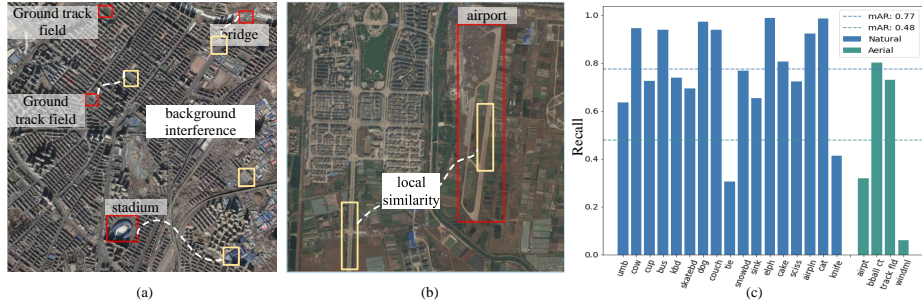 Ground track
field
bridge
Ground
track field
background
interference
stadium
(a)
airport
local
similarity
(b)
1.0
0.8
0.6
0.4
0.2
0.0
Recall
mAR: 0.77
mAR: 0.48
Natural
Aerial
umb
cow
cup
bus
kbd
skatebd
dog
couch
tie
snowbd
sink
elph
cake
sciss
airpln
cat
knife
airpt
bball ct
track fld
windml
(c)